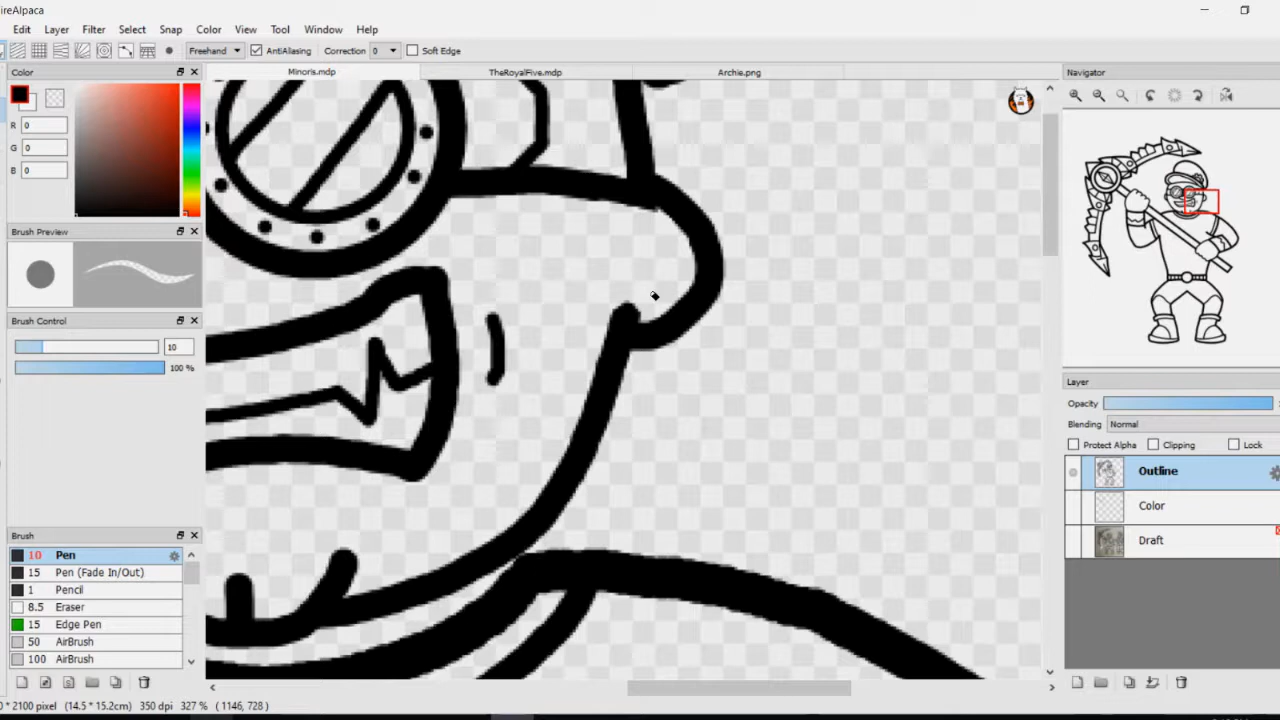 ireAlpaca
Edit Layer Filter Select Snap Color View Tool Window Help
Freehand AntiAliasing Correction 0 Soft Edge
Color
Minoris.mdp TheRoyalFive.mdp Archie.png
Navigator
R 0
G 0
B 0
Brush Preview
Brush Control
10
100 %
Layer
Opacity
Blending Normal
Protect Alpha Clipping Lock
Outline
Color
Draft
Brush
10 Pen
15 Pen (Fade In/Out)
1 Pencil
8.5 Eraser
15 Edge Pen
50 AirBrush
100 AirBrush
0 * 2100 pixel (14.5 * 15.2cm) 350 dpi 327 % ( 1146, 728 )